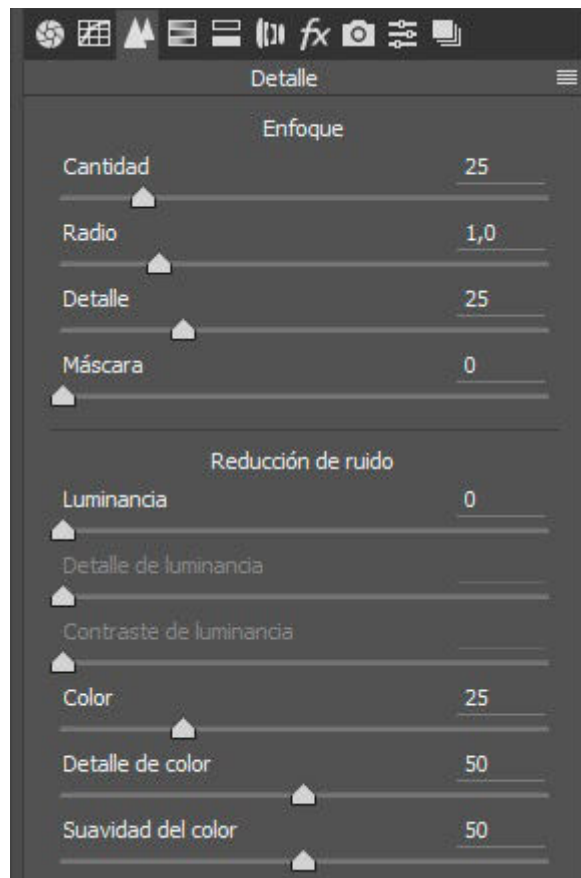 fx
Detalle
Enfoque
Cantidad 25
Radio 1,0
Detalle 25
Máscara 0
Reducción de ruido
Luminancia 0
Detalle de luminancia
Contraste de luminancia
Color 25
Detalle de color 50
Suavidad del color 50